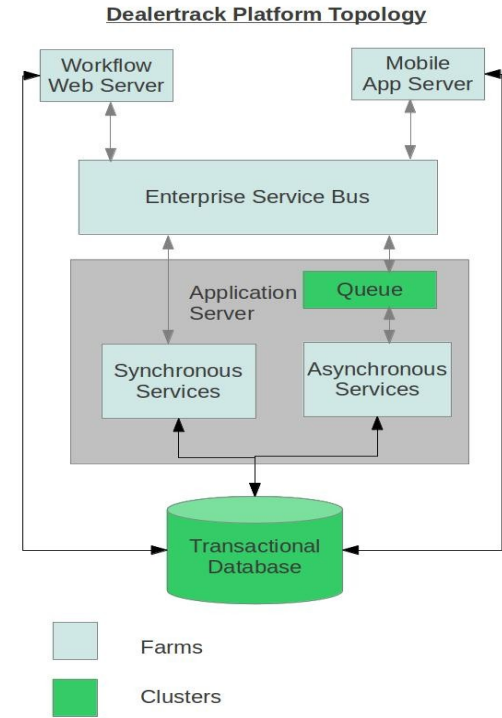 Dealertrack Platform Topology
Workflow
Web Server
Mobile
App Server
Enterprise Service Bus
Application
Server
Queue
Synchronous
Services
Asynchronous
Services
Transactional
Database
Farms
Clusters